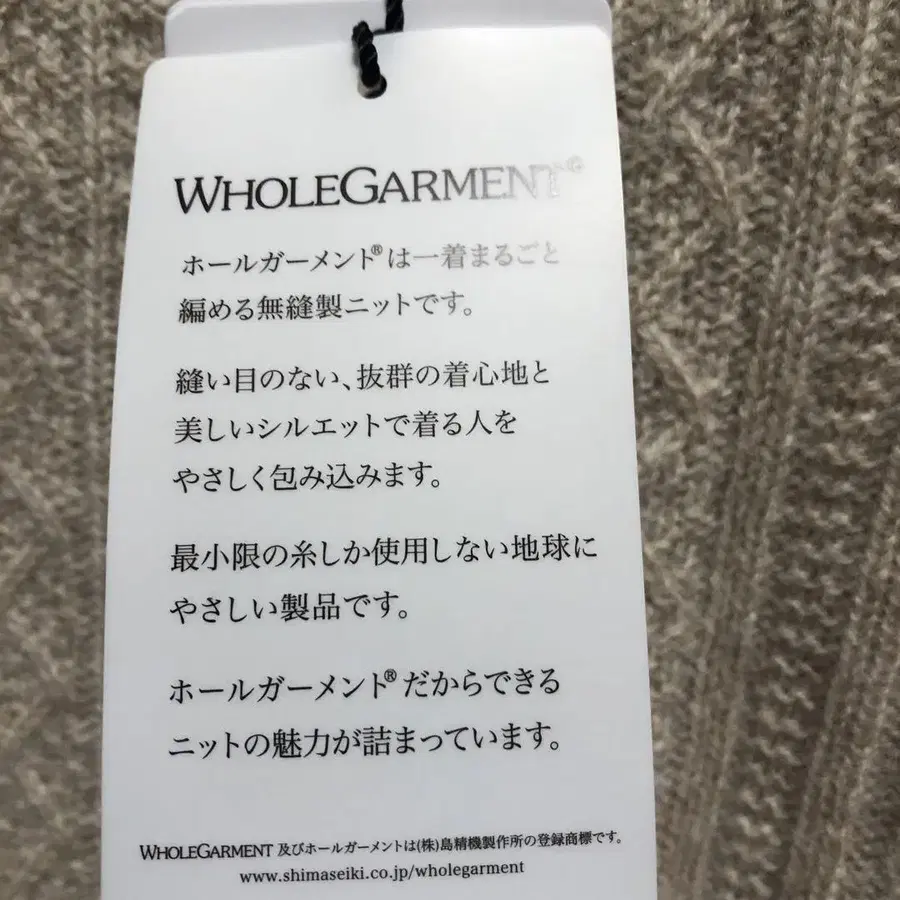 WHOLEGARMENT®
ホールガーメント®は一着まるごと
編める無縫製ニットです。
縫い目のない、抜群の着心地と
美しいシルエットで着る人を
やさしく包み込みます。
最小限の糸しか使用しない地球に
やさしい製品です。
ホールガーメント®だからできる
ニットの魅力が詰まっています。
WHOLEGARMENT 及びホールガーメントは(株)島精機製作所の登録商標です。
www.shimaseiki.co.jp/wholegarment